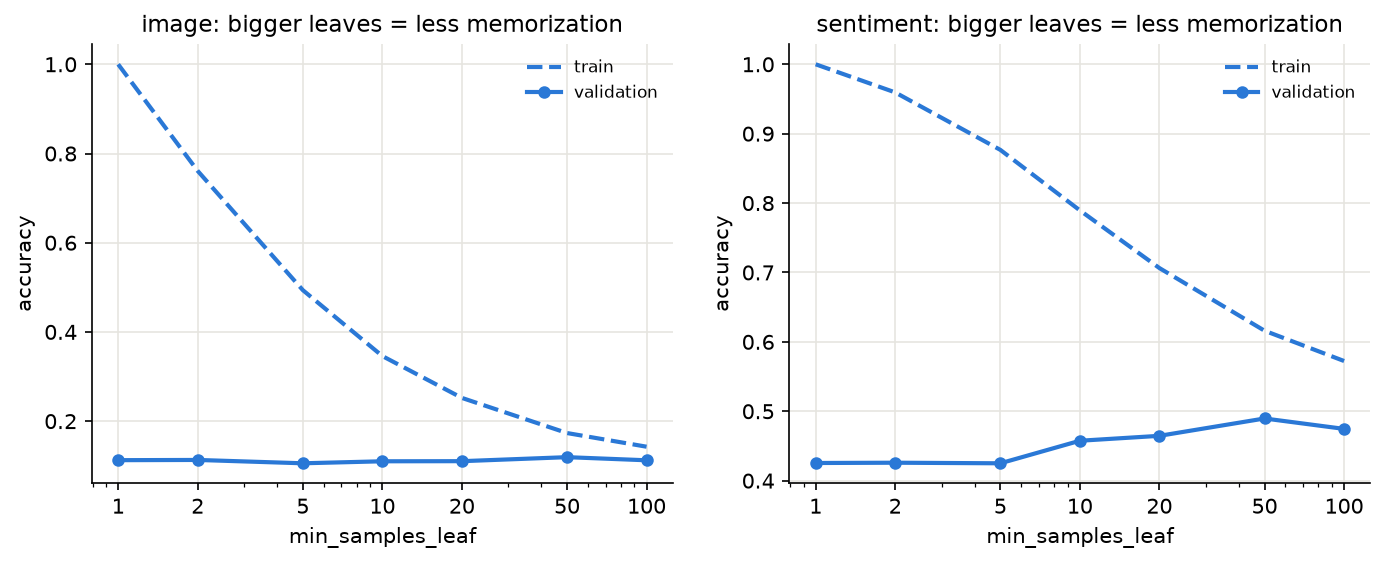 image: bigger leaves = less memorization
1.0
0.8
0.6
0.4
0.2
accuracy
train
validation
1 2 5 10 20 50 100
min_samples_leaf
sentiment: bigger leaves = less memorization
1.0
0.9
0.8
0.7
0.6
0.5
0.4
accuracy
train
validation
1 2 5 10 20 50 100
min_samples_leaf